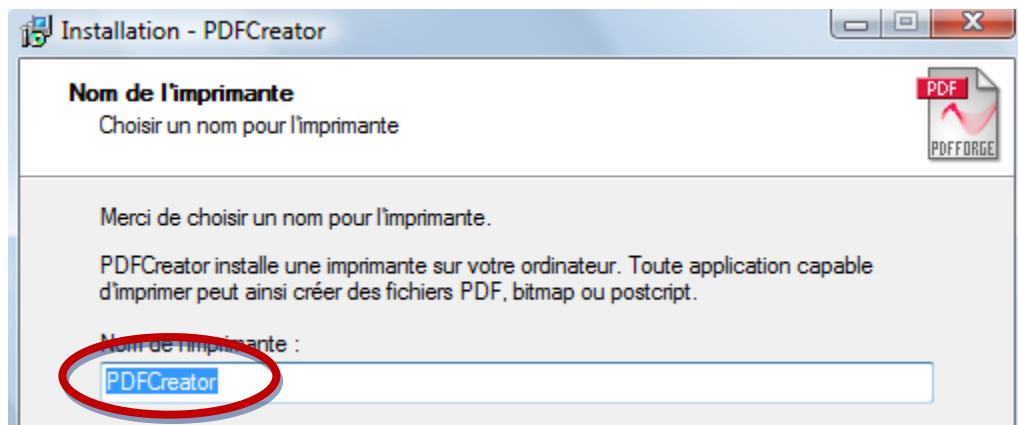 Installation - PDFCreator
Nom de l'imprimante
Choisir un nom pour l'imprimante
PDF
PDFFORGE
Merci de choisir un nom pour l'imprimante.
PDFCreator installe une imprimante sur votre ordinateur. Toute application capable
d'imprimer peut ainsi créer des fichiers PDF, bitmap ou postcript.
Nom de l'imprimante :
PDFCreator